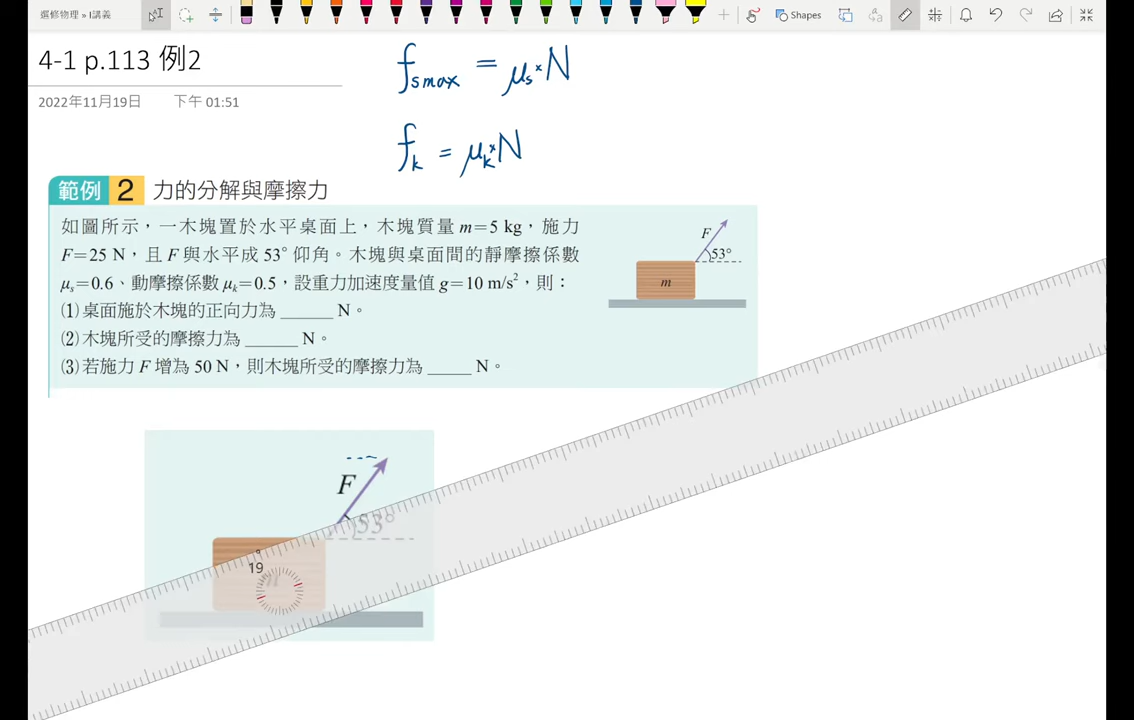 選修物理 » I講義
Shapes
4-1 p.113 例2
2022年11月19日 下午 01:51
fsmax = μs×N
fk = μk×N
範例 2 力的分解與摩擦力
如圖所示，一木塊置於水平桌面上，木塊質量 m=5 kg，施力
F=25 N，且 F 與水平成 53° 仰角。木塊與桌面間的靜摩擦係數
μs=0.6、動摩擦係數 μk=0.5，設重力加速度量值 g=10 m/s²，則：
(1)桌面施於木塊的正向力為 ______ N。
(2)木塊所受的摩擦力為 ______ N。
(3)若施力 F 增為 50 N，則木塊所受的摩擦力為 _____ N。
F
53°
m
F
53°
19°
m